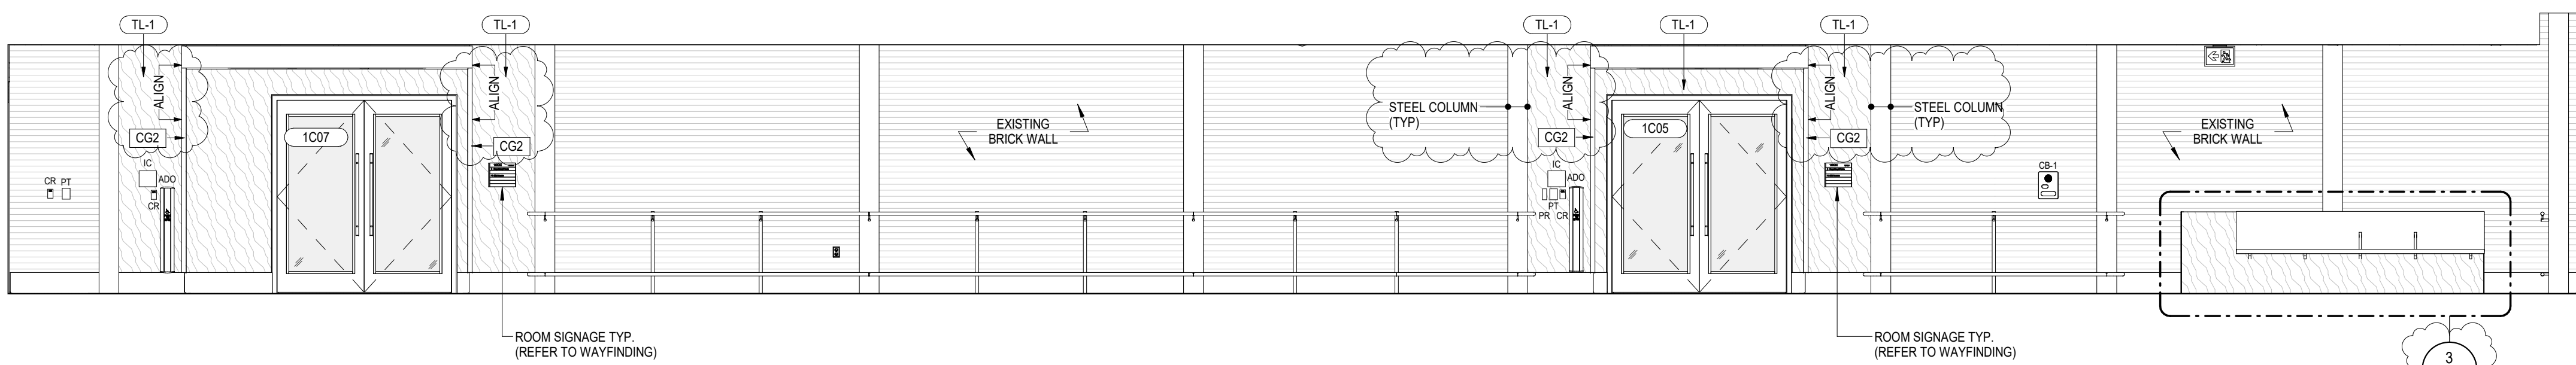 TL-1
TL-1
TL-1
TL-1
TL-1
ALIGN
ALIGN
ALIGN
ALIGN
STEEL COLUMN
(TYP)
STEEL COLUMN
(TYP)
EXISTING
BRICK WALL
EXISTING
BRICK WALL
CG2
1C07
CG2
CG2
1C05
CG2
IC
ADO
CR
CR PT
IC
ADO
PT
PR CR
CB-1
ROOM SIGNAGE TYP.
(REFER TO WAYFINDING)
ROOM SIGNAGE TYP.
(REFER TO WAYFINDING)
3